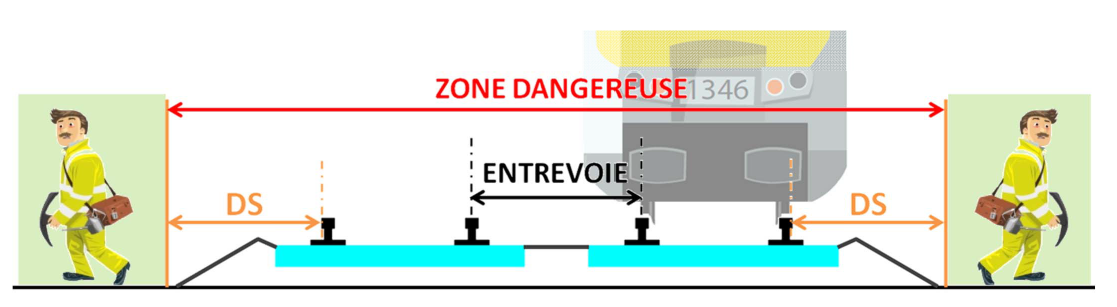 ZONE DANGEREUSE
1346
ENTREVOIE
DS
DS